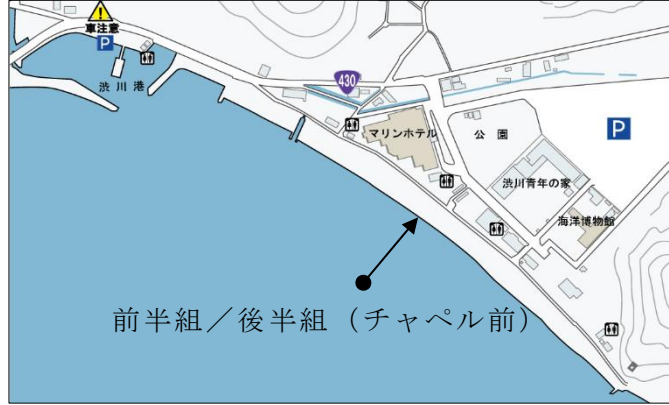 車注意
P
渋川港
430
マリンホテル
公園
P
渋川青年の家
海洋博物館
前半組／後半組（チャペル前）